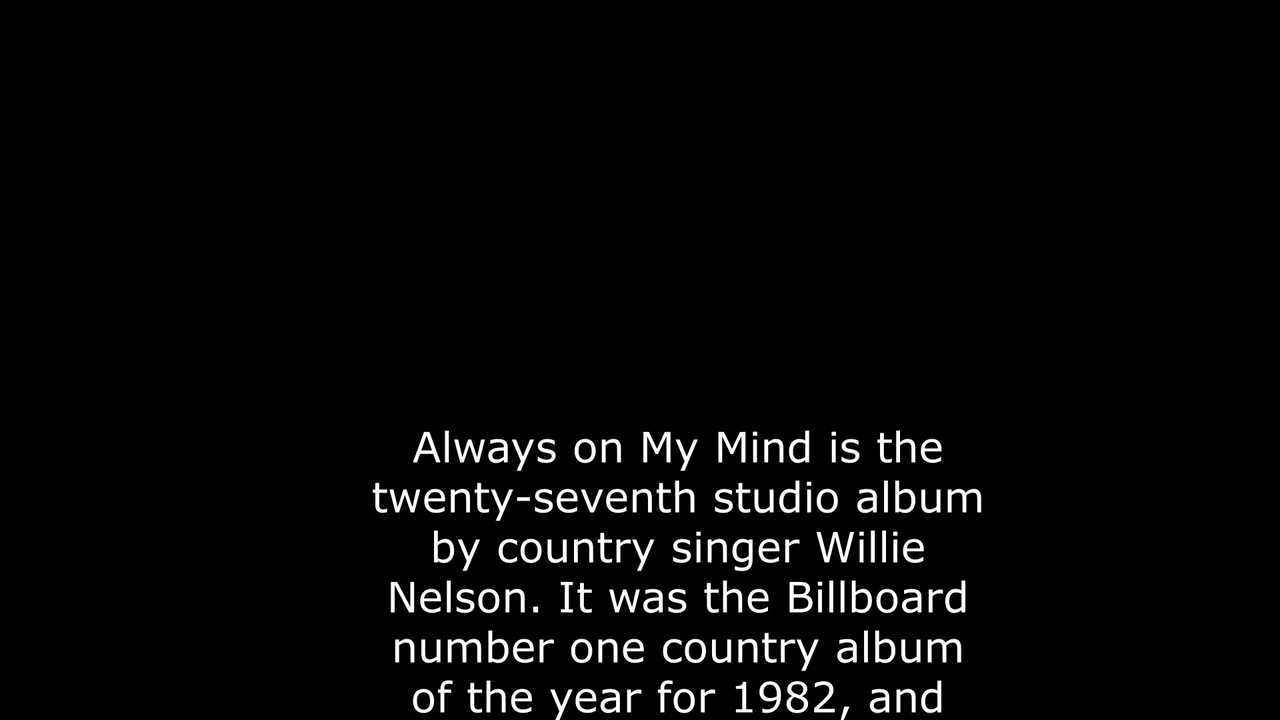 Always on My Mind is the
twenty-seventh studio album
by country singer Willie
Nelson. It was the Billboard
number one country album
of the year for 1982, and